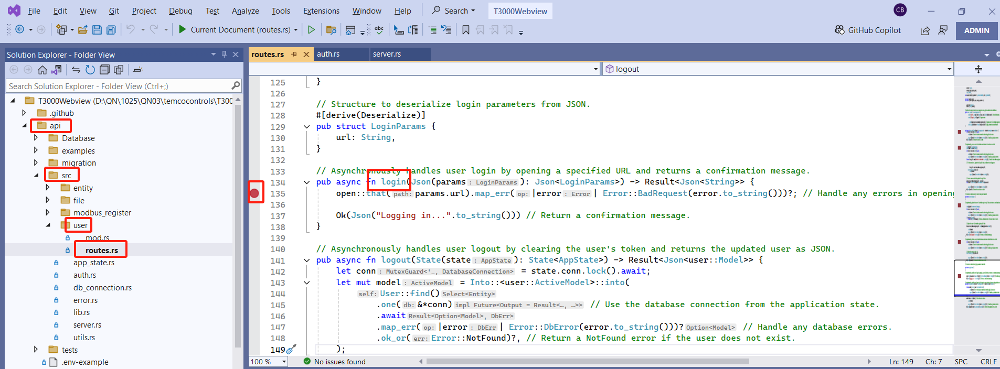 File Edit View Git Project Debug Test Analyze Tools Extensions Window Help Search T3000Webview CB
Current Document (routes.rs) abc GitHub Copilot ADMIN
Solution Explorer - Folder View
Search Solution Explorer - Folder View (Ctrl+;)
T3000Webview (D:\QN\1025\QN03\temcocontrols\T300
.github
api
Database
examples
migration
src
entity
file
modbus_register
user
mod.rs
routes.rs
app_state.rs
auth.rs
db_connection.rs
error.rs
lib.rs
server.rs
utils.rs
tests
.env-example
routes.rs auth.rs server.rs
logout
125 }
126
127 // Structure to deserialize login parameters from JSON.
128 #[derive(Deserialize)]
129 pub struct LoginParams {
130 url: String,
131 }
132
133 // Asynchronously handles user login by opening a specified URL and returns a confirmation message.
134 pub async fn login(Json(params: LoginParams): Json<LoginParams>) -> Result<Json<String>> {
135 open::that(path: params.url).map_err(op: |error: Error| Error::BadRequest(error.to_string()))?; // Handle any errors in opening
136
137 Ok(Json("Logging in...".to_string())) // Return a confirmation message.
138 }
139
140 // Asynchronously handles user logout by clearing the user's token and returns the updated user as JSON.
141 pub async fn logout(State(state: AppState): State<AppState>) -> Result<Json<user::Model>> {
142 let conn: MutexGuard<'_, DatabaseConnection> = state.conn.lock().await;
143 let mut model: ActiveModel = Into::<user::ActiveModel>::into(
144 self: User::find() Select<Entity>
145 .one(db: &*conn) impl Future<Output = Result<…, …>> // Use the database connection from the application state.
146 .await Result<Option<Model>, DbErr>
147 .map_err(op: |error: DbErr| Error::DbError(error.to_string()))? Option<Model> // Handle any database errors.
148 .ok_or(err: Error::NotFound)?, // Return a NotFound error if the user does not exist.
149 );
100 % No issues found Ln: 149 Ch: 7 SPC CRLF